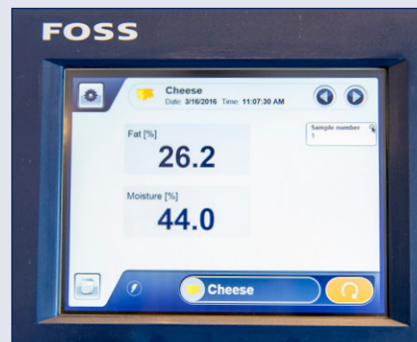 FOSS
Cheese
Date: 3/16/2016 Time: 11:07:30 AM
Sample number
1
Fat [%]
26.2
Moisture [%]
44.0
Cheese